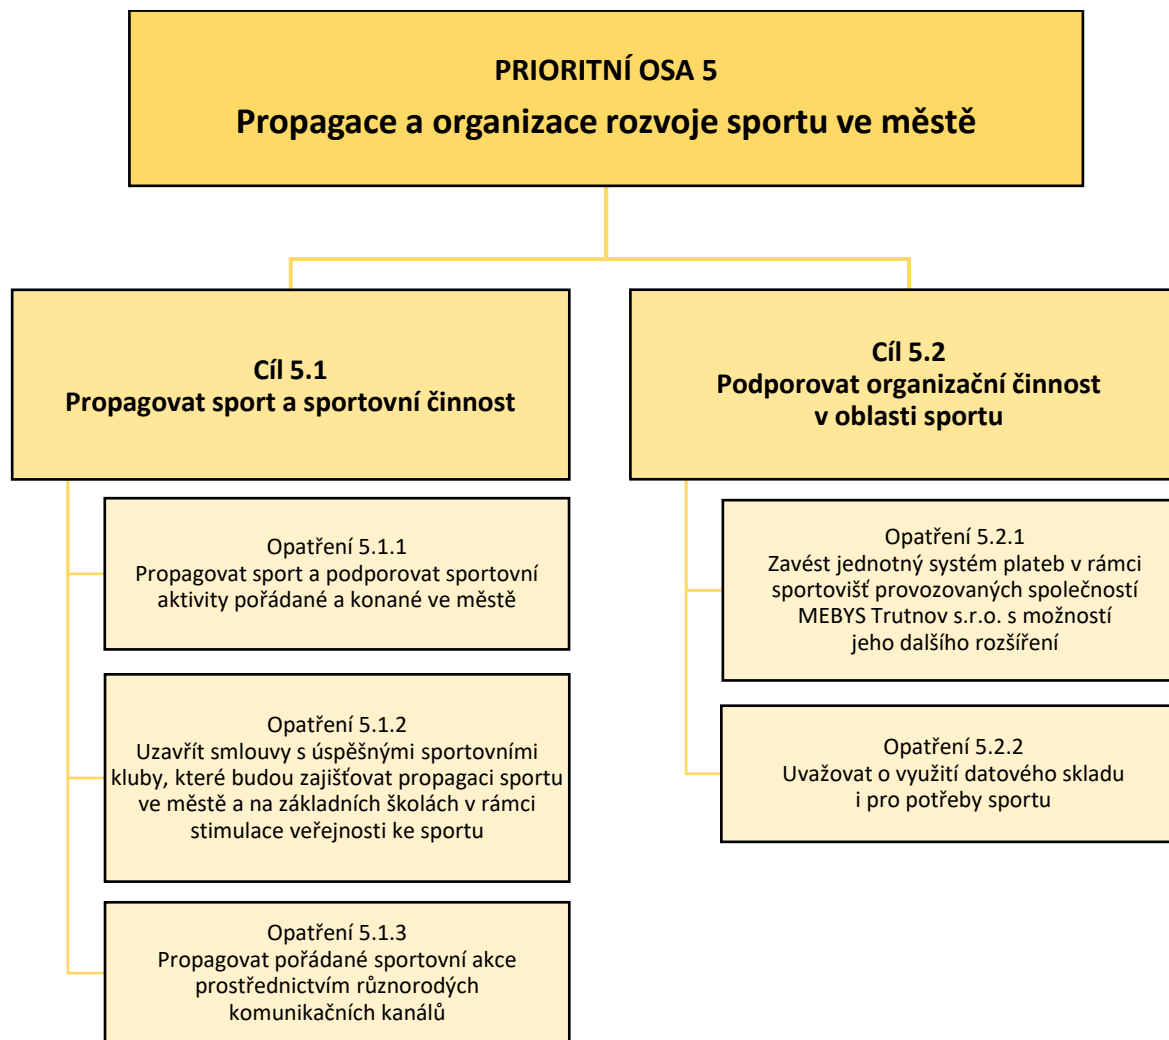 PRIORITNÍ OSA 5
Propagace a organizace rozvoje sportu ve městě
Cíl 5.1
Propagovat sport a sportovní činnost
Opatření 5.1.1
Propagovat sport a podporovat sportovní
aktivity pořádané a konané ve městě
Opatření 5.1.2
Uzavřít smlouvy s úspěšnými sportovními
kluby, které budou zajišťovat propagaci sportu
ve městě a na základních školách v rámci
stimulace veřejnosti ke sportu
Opatření 5.1.3
Propagovat pořádané sportovní akce
prostřednictvím různorodých
komunikačních kanálů
Cíl 5.2
Podporovat organizační činnost
v oblasti sportu
Opatření 5.2.1
Zavést jednotný systém plateb v rámci
sportovišť provozovaných společností
MEBYS Trutnov s.r.o. s možností
jeho dalšího rozšíření
Opatření 5.2.2
Uvažovat o využití datového skladu
i pro potřeby sportu